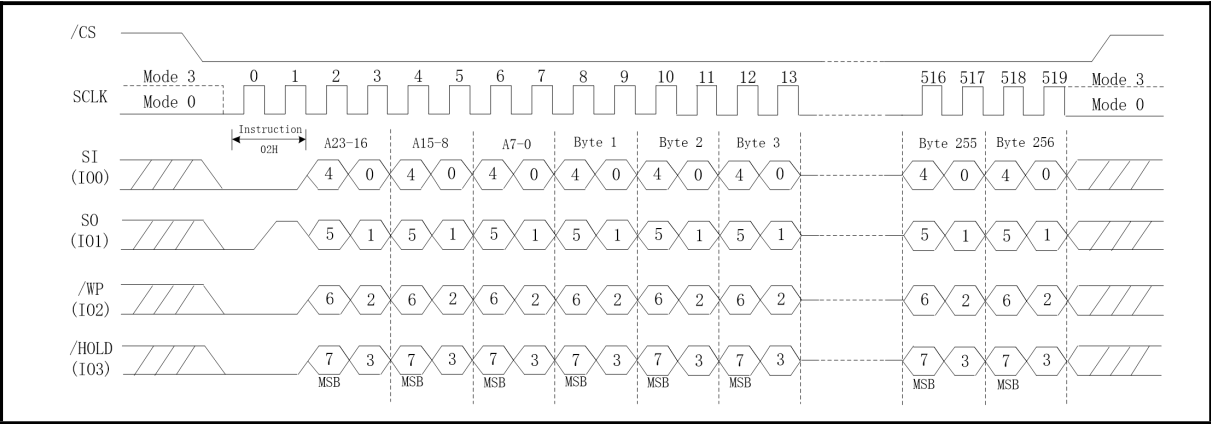 /CS
0 1 2 3 4 5 6 7 8 9 10 11 12 13 516 517 518 519
Mode 3 Mode 3
SCLK
Mode 0 Mode 0
Instruction
02H
A23-16 A15-8 A7-0 Byte 1 Byte 2 Byte 3 Byte 255 Byte 256
SI
(IO0)
4 0 4 0 4 0 4 0 4 0 4 0 4 0 4 0
SO
(IO1)
5 1 5 1 5 1 5 1 5 1 5 1 5 1 5 1
/WP
(IO2)
6 2 6 2 6 2 6 2 6 2 6 2 6 2 6 2
/HOLD
(IO3)
7 3 7 3 7 3 7 3 7 3 7 3 7 3 7 3
MSB MSB MSB MSB MSB MSB MSB MSB